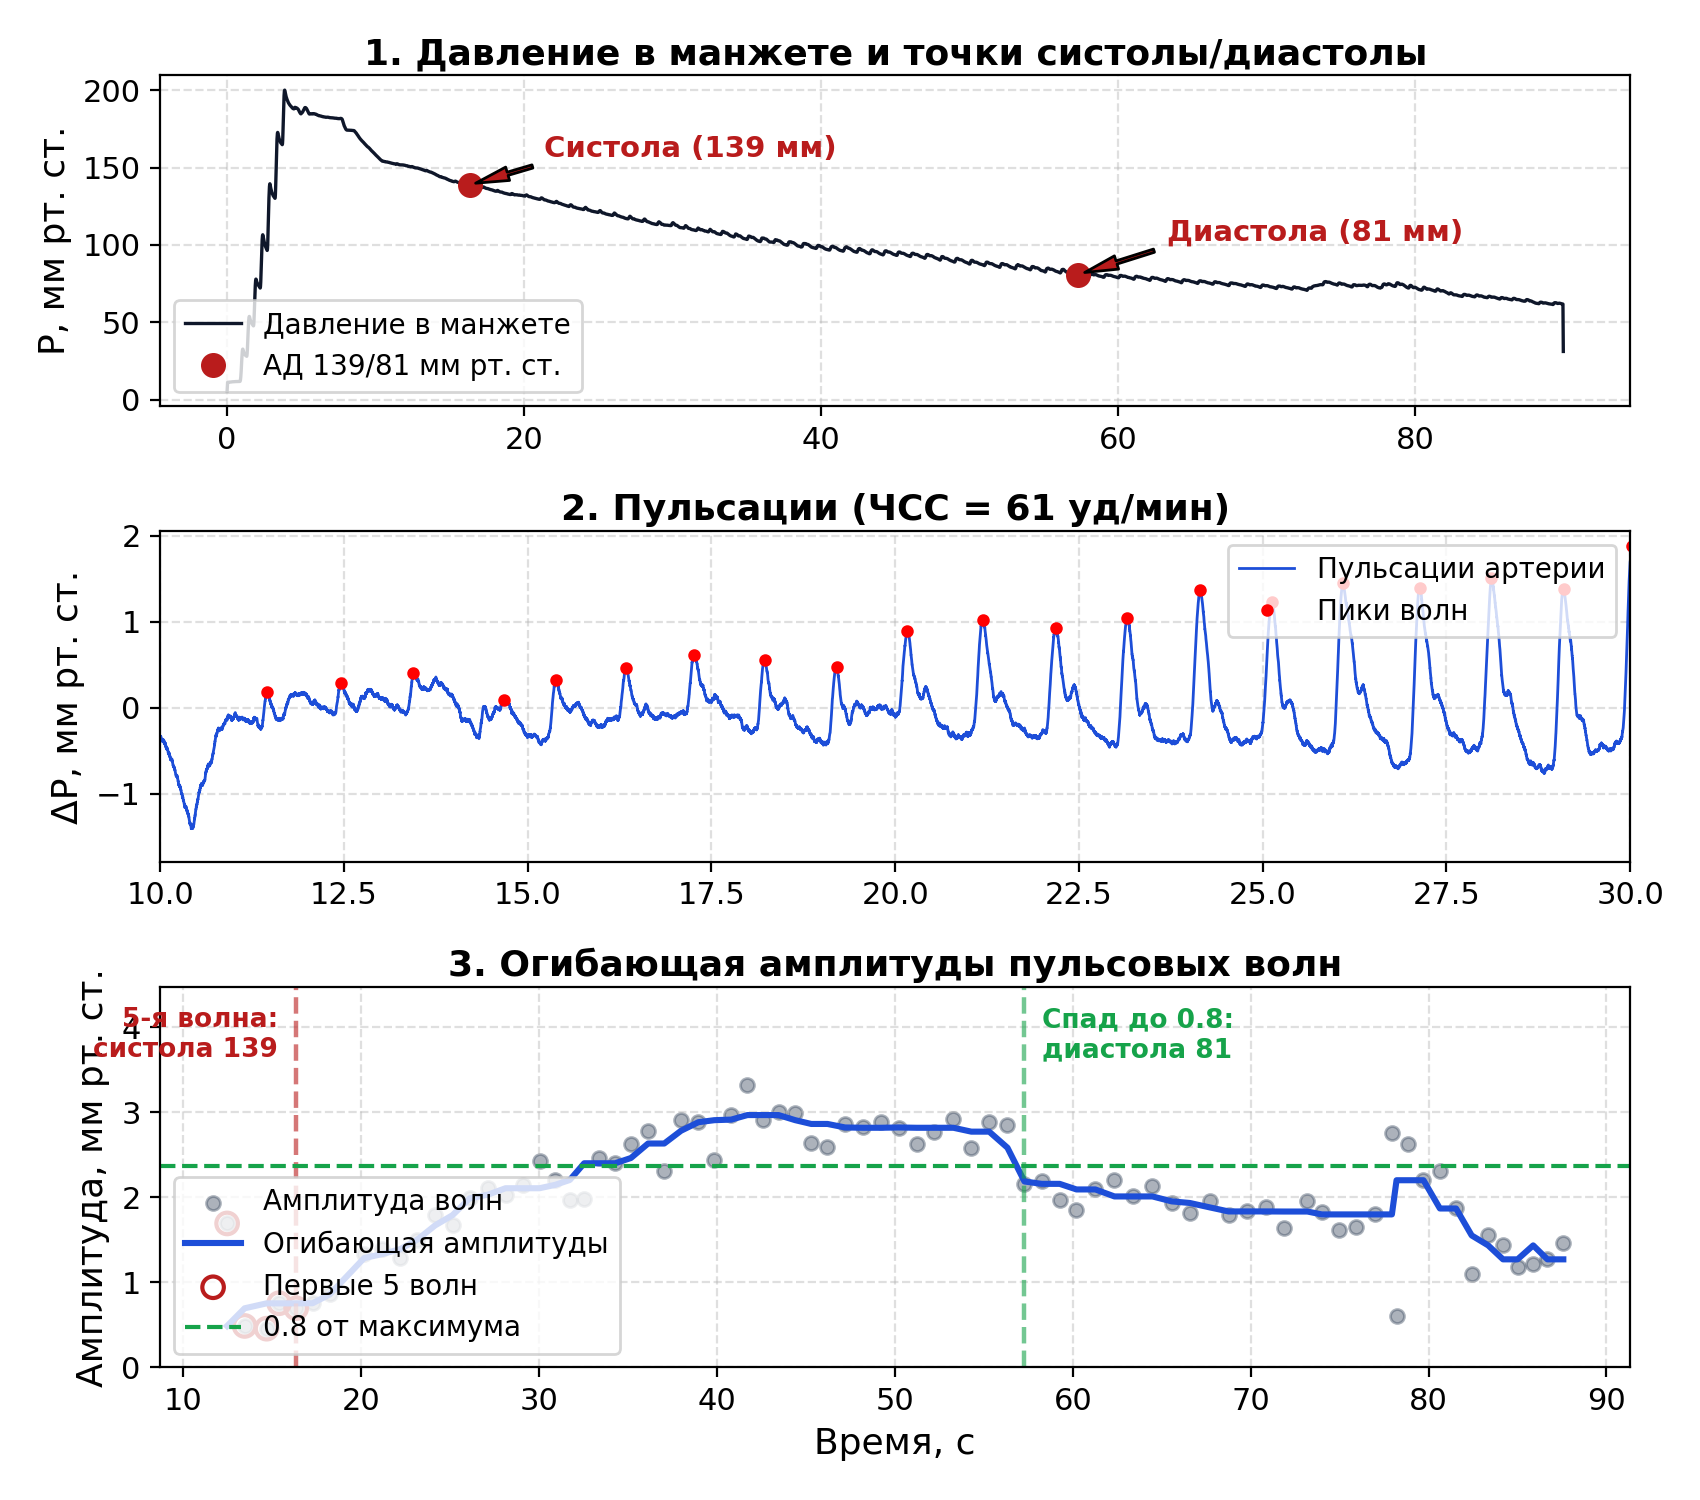 1. Давление в манжете и точки систолы/диастолы
P, мм рт. ст.
200
150
100
50
0
Систола (139 мм)
Диастола (81 мм)
Давление в манжете
АД 139/81 мм рт. ст.
0 20 40 60 80
2. Пульсации (ЧСС = 61 уд/мин)
ΔP, мм рт. ст.
2
1
0
−1
Пульсации артерии
Пики волн
10.0 12.5 15.0 17.5 20.0 22.5 25.0 27.5 30.0
3. Огибающая амплитуды пульсовых волн
Амплитуда, мм рт. ст.
4
3
2
1
0
5-я волна:
систола 139
Спад до 0.8:
диастола 81
Амплитуда волн
Огибающая амплитуды
Первые 5 волн
0.8 от максимума
10 20 30 40 50 60 70 80 90
Время, с